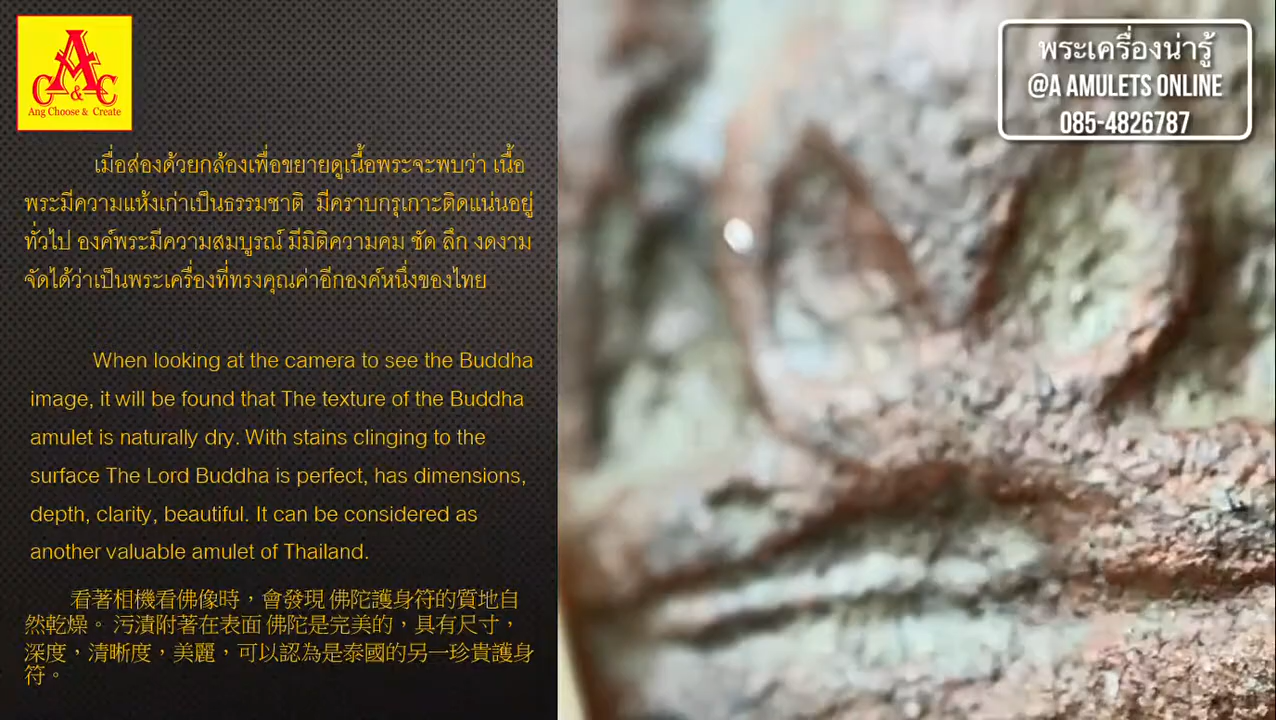 A
C & C
Ang Choose & Create
พระเครื่องน่ารู้
@A AMULETS ONLINE
085-4826787
เมื่อส่องด้วยกล้องเพื่อขยายดูเนื้อพระจะพบว่า เนื้อ
พระมีความแห้งเก่าเป็นธรรมชาติ มีคราบกรุเกาะติดแน่นอยู่
ทั่วไป องค์พระมีความสมบูรณ์ มีมิติความคม ชัด ลึก งดงาม
จัดได้ว่าเป็นพระเครื่องที่ทรงคุณค่าอีกองค์หนึ่งของไทย
When looking at the camera to see the Buddha
image, it will be found that The texture of the Buddha
amulet is naturally dry. With stains clinging to the
surface The Lord Buddha is perfect, has dimensions,
depth, clarity, beautiful. It can be considered as
another valuable amulet of Thailand.
看著相機看佛像時，會發現 佛陀護身符的質地自
然乾燥。 污漬附著在表面 佛陀是完美的，具有尺寸，
深度，清晰度，美麗，可以認為是泰國的另一珍貴護身
符。